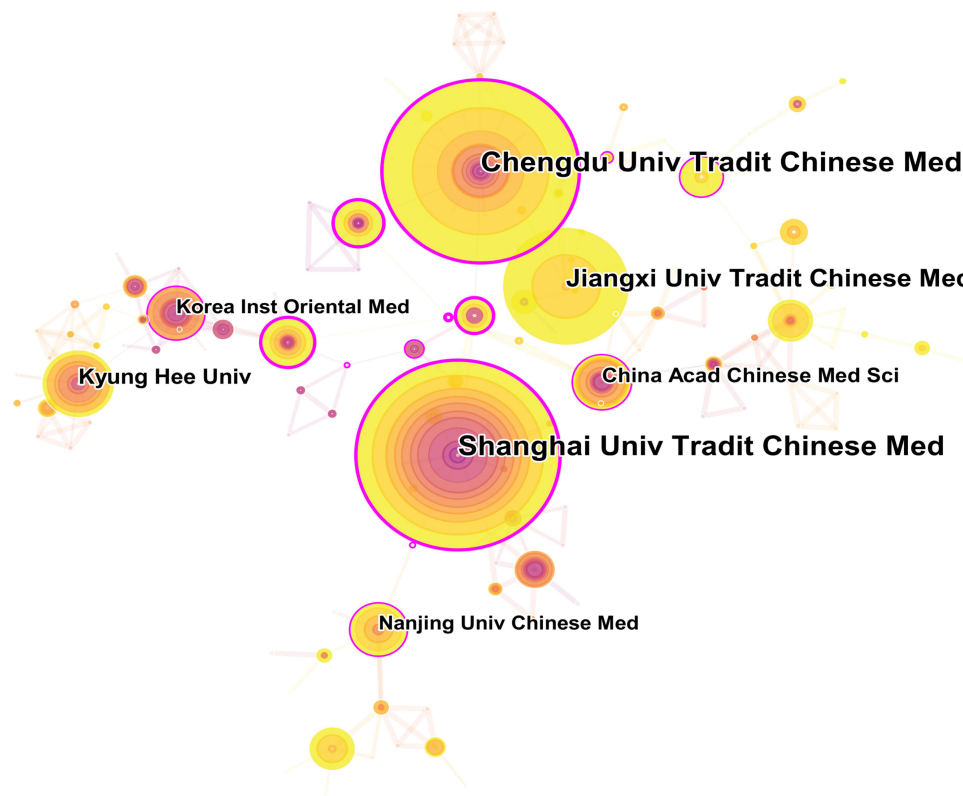 Chengdu Univ Tradit Chinese Med
Jiangxi Univ Tradit Chinese Med
Korea Inst Oriental Med
Kyung Hee Univ
China Acad Chinese Med Sci
Shanghai Univ Tradit Chinese Med
Nanjing Univ Chinese Med